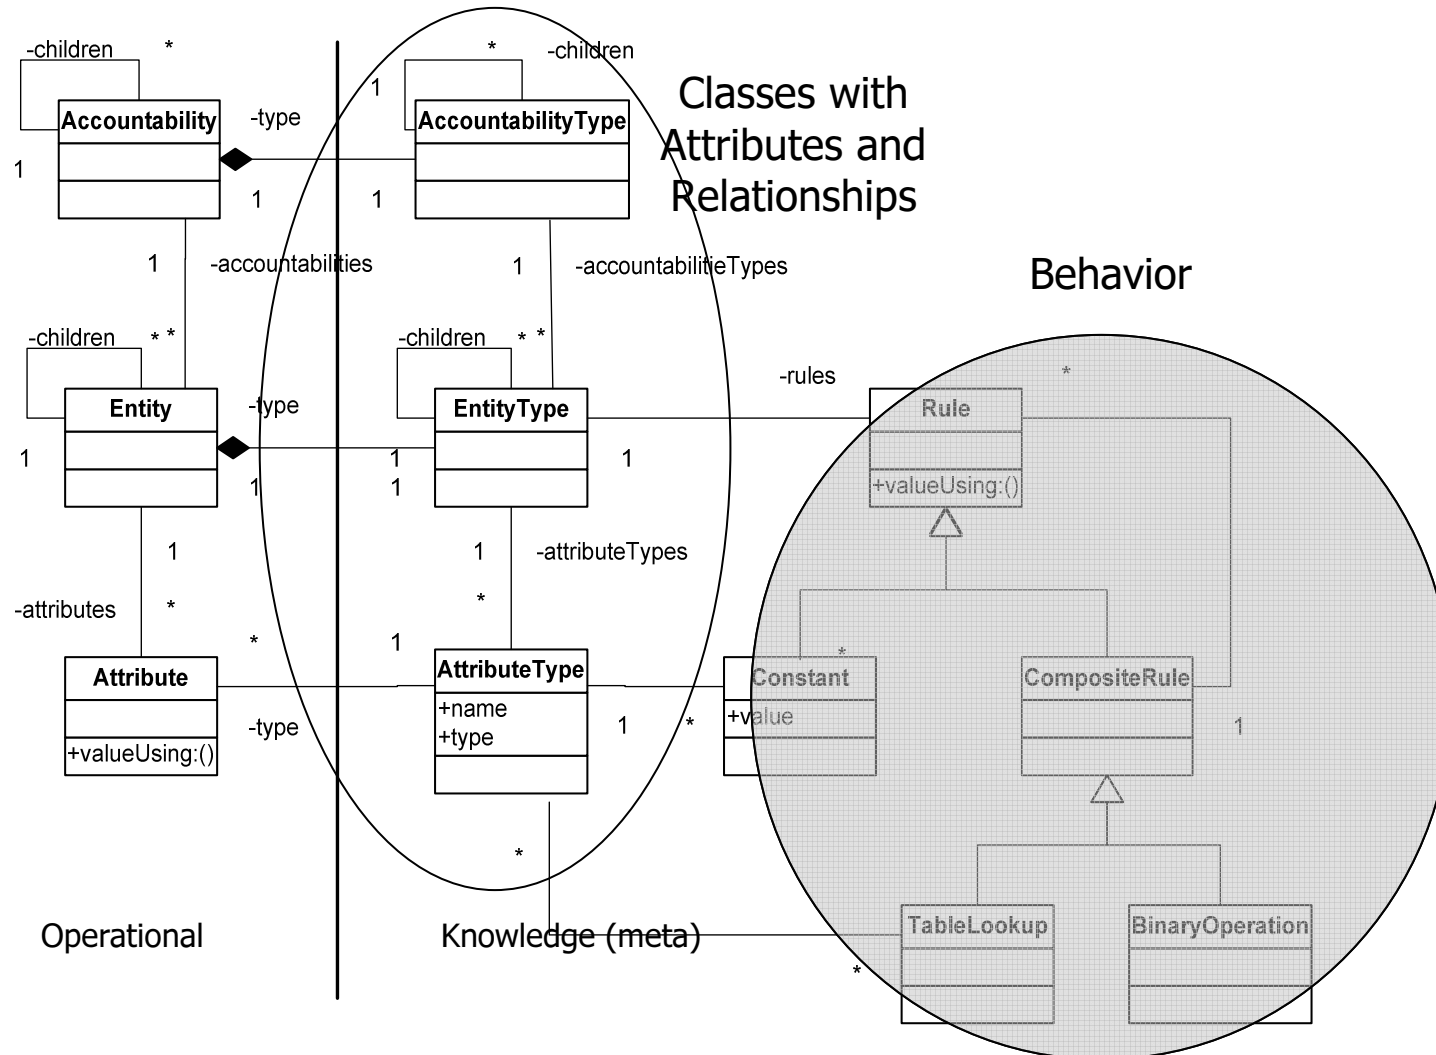 -children
*
*
-children
1
Classes with
Attributes and
Relationships
Accountability
-type
AccountabilityType
1
1
1
1
-accountabilities
1
-accountabilitieTypes
Behavior
-children
* *
-children
* *
-rules
*
Entity
-type
EntityType
Rule
1
1
1
1
1
+valueUsing:()
1
1
-attributeTypes
-attributes
*
*
*
1
*
Attribute
AttributeType
Constant
CompositeRule
+name
+type
+value
-type
1
*
1
+valueUsing:()
*
TableLookup
BinaryOperation
Operational
Knowledge (meta)
*